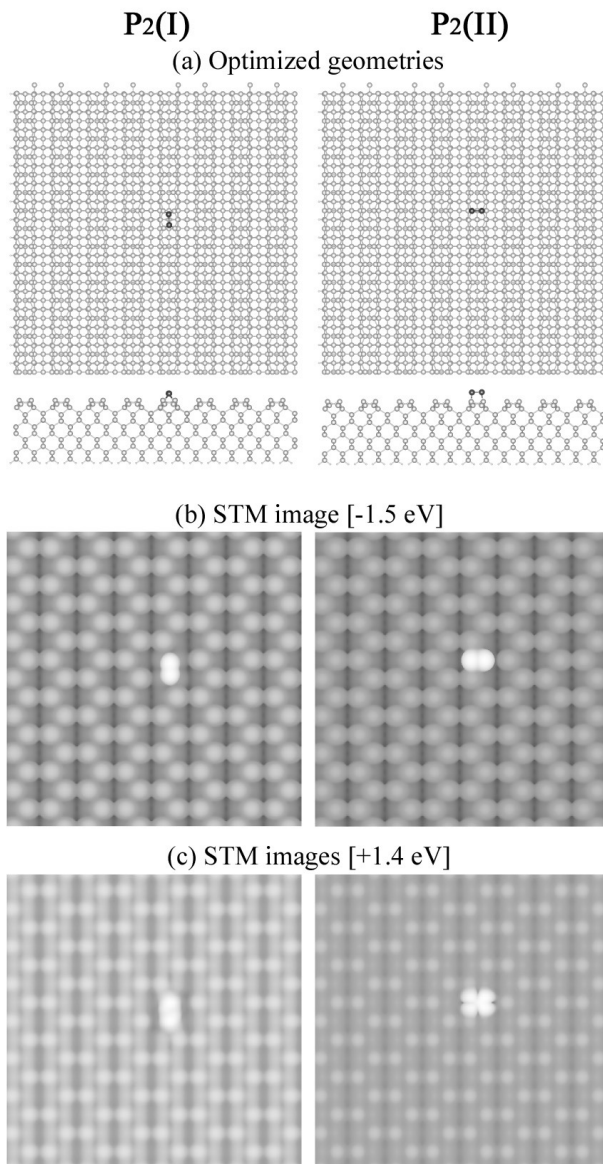 P2(I) P2(II)
(a) Optimized geometries
(b) STM image [-1.5 eV]
(c) STM images [+1.4 eV]